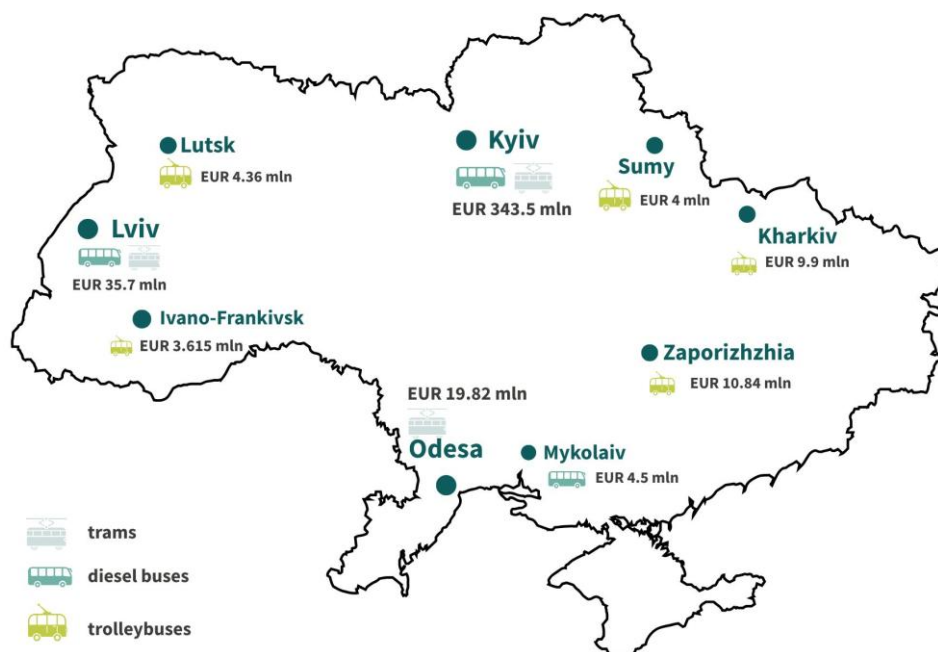 Lutsk
EUR 4.36 mln
Kyiv
EUR 343.5 mln
Sumy
EUR 4 mln
Kharkiv
EUR 9.9 mln
Lviv
EUR 35.7 mln
Ivano-Frankivsk
EUR 3.615 mln
Zaporizhzhia
EUR 10.84 mln
EUR 19.82 mln
Odesa
Mykolaiv
EUR 4.5 mln
trams
diesel buses
trolleybuses